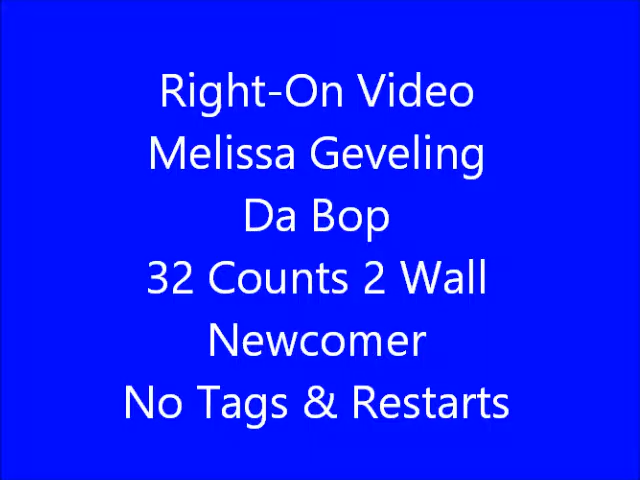 Right-On Video
Melissa Geveling
Da Bop
32 Counts 2 Wall
Newcomer
No Tags & Restarts